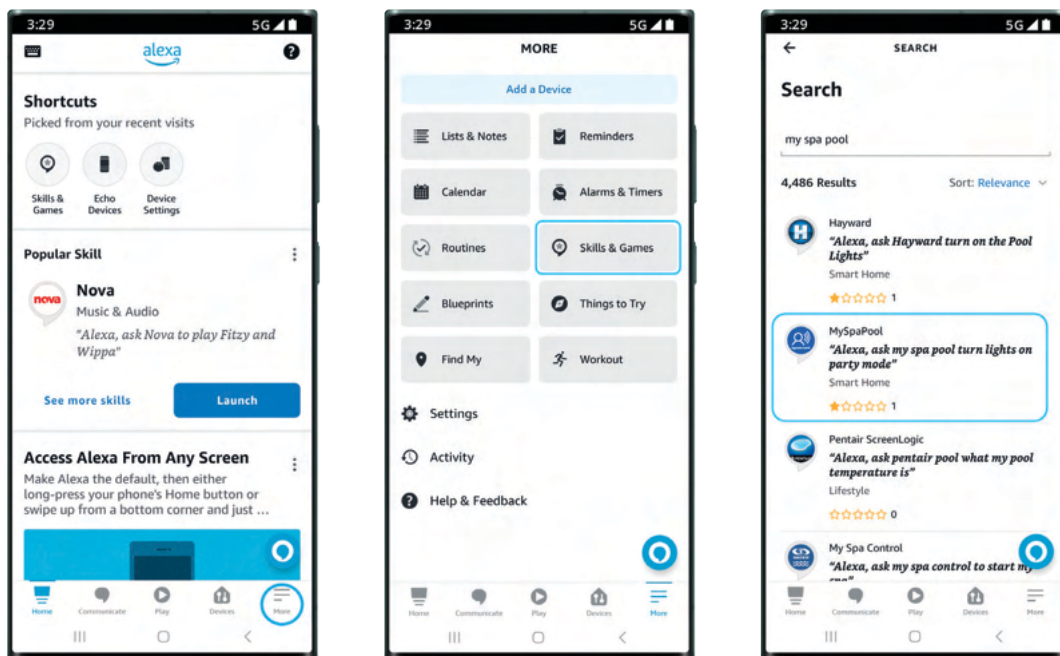 3:29
5G
alexa
?
Shortcuts
Picked from your recent visits
Skills &
Games
Echo
Devices
Device
Settings
Popular Skill
nova
Nova
Music & Audio
"Alexa, ask Nova to play Fitzy and
Wippa"
See more skills
Launch
Access Alexa From Any Screen
Make Alexa the default, then either
long-press your phone's Home button or
swipe up from a bottom corner and just ...
Home
Communicate
Play
Devices
More
3:29
5G
MORE
Add a Device
Lists & Notes
Reminders
Calendar
Alarms & Timers
Routines
Skills & Games
Blueprints
Things to Try
Find My
Workout
Settings
Activity
? Help & Feedback
Home
Communicate
Play
Devices
More
3:29
5G
SEARCH
Search
my spa pool
4,486 Results
Sort: Relevance
H
Hayward
"Alexa, ask Hayward turn on the Pool
Lights"
Smart Home
1
MySpaPool
"Alexa, ask my spa pool turn lights on
party mode"
Smart Home
1
Pentair ScreenLogic
"Alexa, ask pentair pool what my pool
temperature is"
Lifestyle
0
My Spa Control
"Alexa, ask my spa control to start my
Home
Communicate
Play
Devices
More